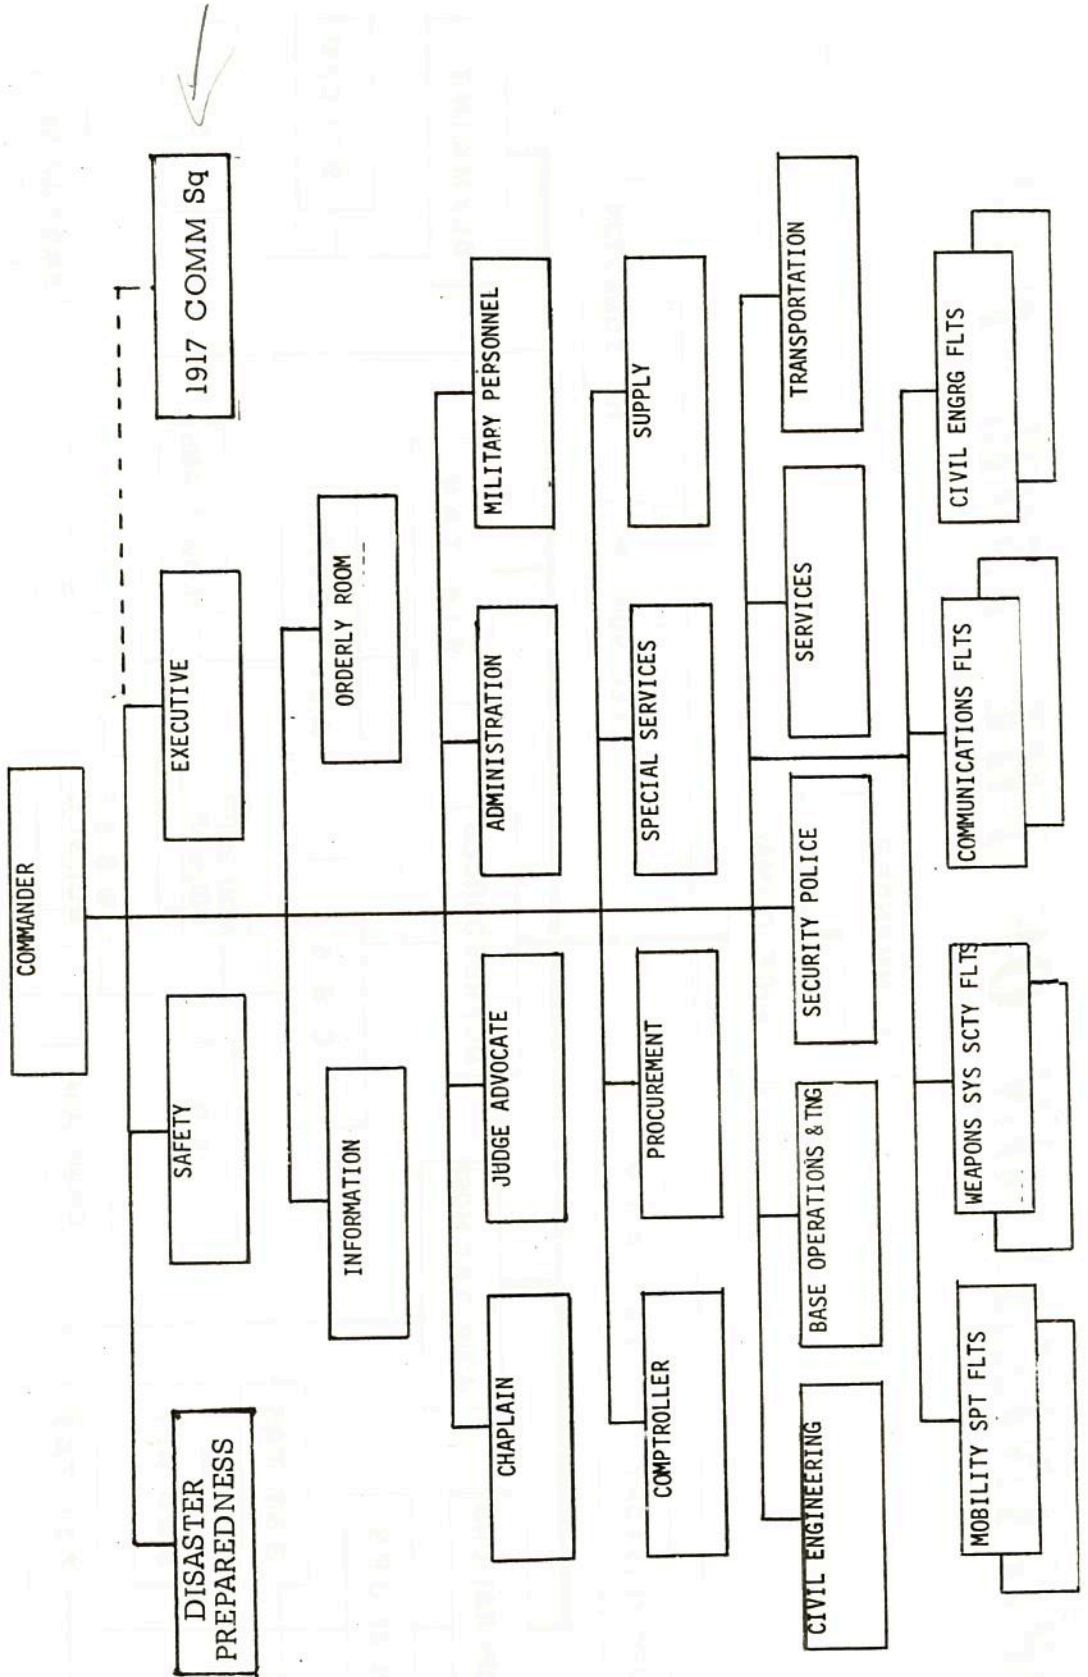 COMMANDER
DISASTER
PREPAREDNESS
SAFETY
EXECUTIVE
1917 COMM Sq
INFORMATION
ORDERLY ROOM
CHAPLAIN
JUDGE ADVOCATE
ADMINISTRATION
MILITARY PERSONNEL
COMPTROLLER
PROCUREMENT
SPECIAL SERVICES
SUPPLY
CIVIL ENGINEERING
BASE OPERATIONS & TNG
SECURITY POLICE
SERVICES
TRANSPORTATION
MOBILITY SPT FLTS
WEAPONS SYS SCTY FLTS
COMMUNICATIONS FLTS
CIVIL ENGRG FLTS